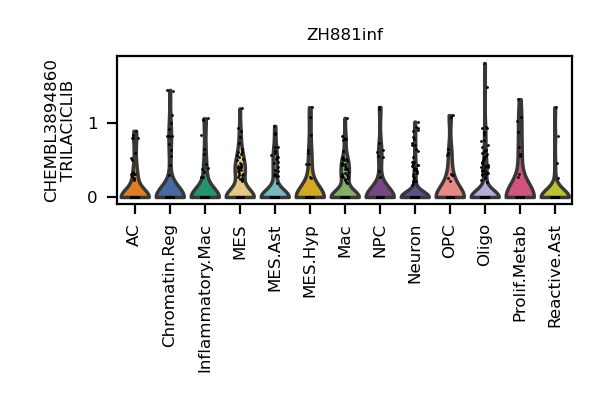 ZH881inf
CHEMBL3894860
TRILACICLIB
1
0
AC
Chromatin.Reg
Inflammatory.Mac
MES
MES.Ast
MES.Hyp
Mac
NPC
Neuron
OPC
Oligo
Prolif.Metab
Reactive.Ast